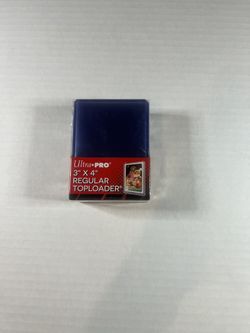 Ultra•PRO®
3" X 4"
REGULAR
TOPLOADER®